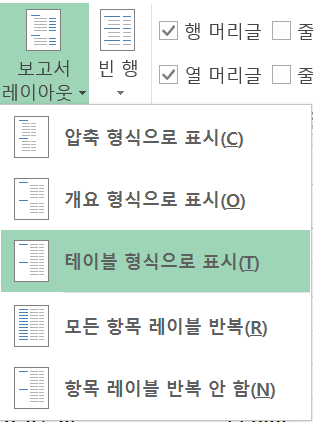 보고서
레이아웃
빈 행
행 머리글
줄
열 머리글
줄
압축 형식으로 표시(C)
개요 형식으로 표시(O)
테이블 형식으로 표시(T)
모든 항목 레이블 반복(R)
항목 레이블 반복 안 함(N)